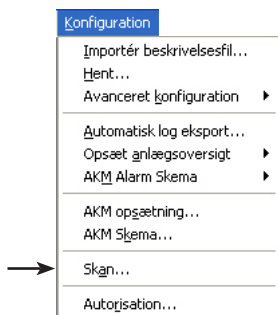 Konfiguration
Importér beskrivelsesfil...
Hent...
Avanceret konfiguration
Automatisk log eksport...
Opsæt anlægsoversigt
AKM Alarm Skema
AKM opsætning...
AKM Skema...
Skan...
Autorisation...